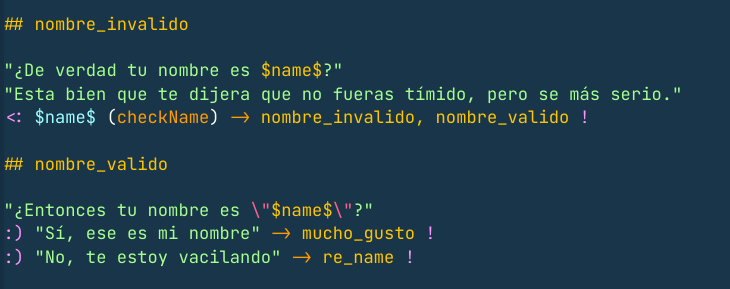 ## nombre_invalido
"¿De verdad tu nombre es $name$?"
"Esta bien que te dijera que no fueras tímido, pero se más serio."
<: $name$ (checkName) -> nombre_invalido, nombre_valido !
## nombre_valido
"¿Entonces tu nombre es \"$name$\"?"
:) "Sí, ese es mi nombre" -> mucho_gusto !
:) "No, te estoy vacilando" -> re_name !